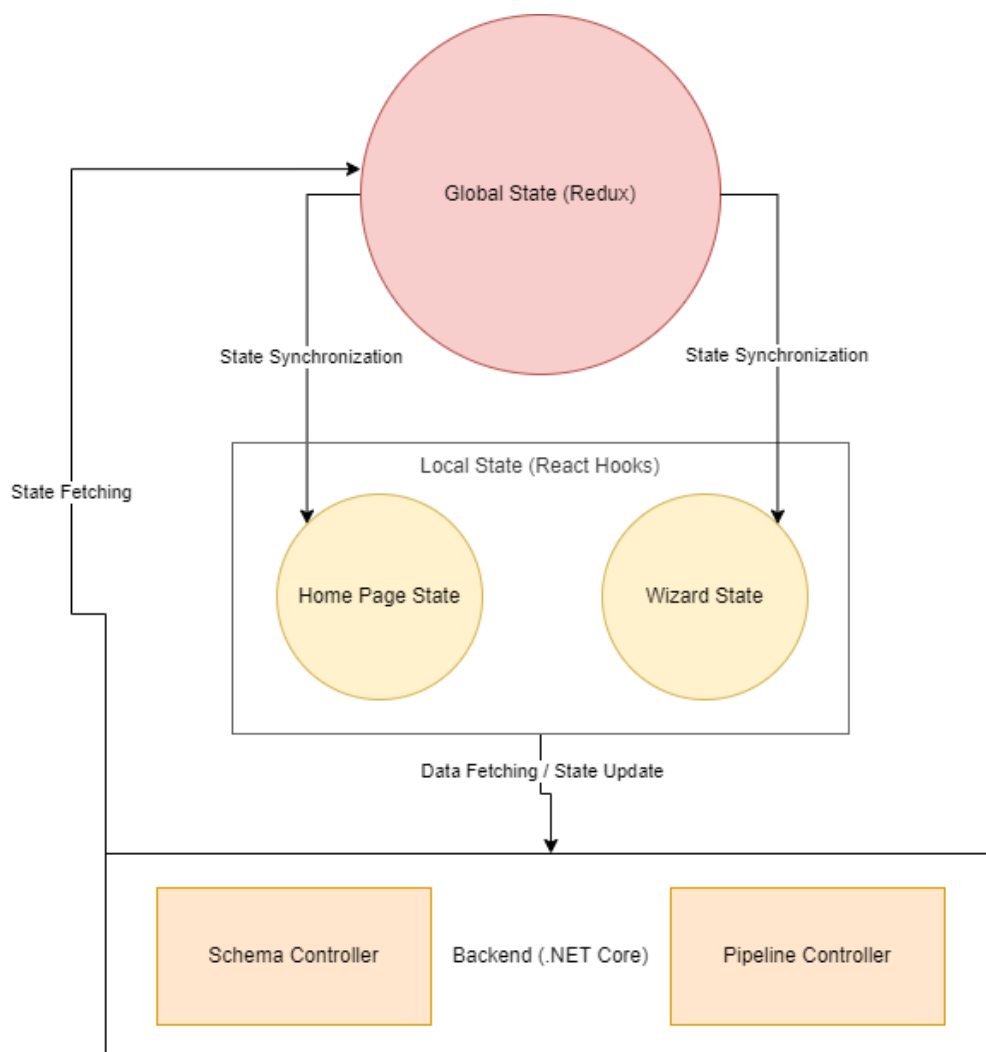 Global State (Redux)
State Synchronization
State Synchronization
Local State (React Hooks)
State Fetching
Home Page State
Wizard State
Data Fetching / State Update
Schema Controller
Backend (.NET Core)
Pipeline Controller